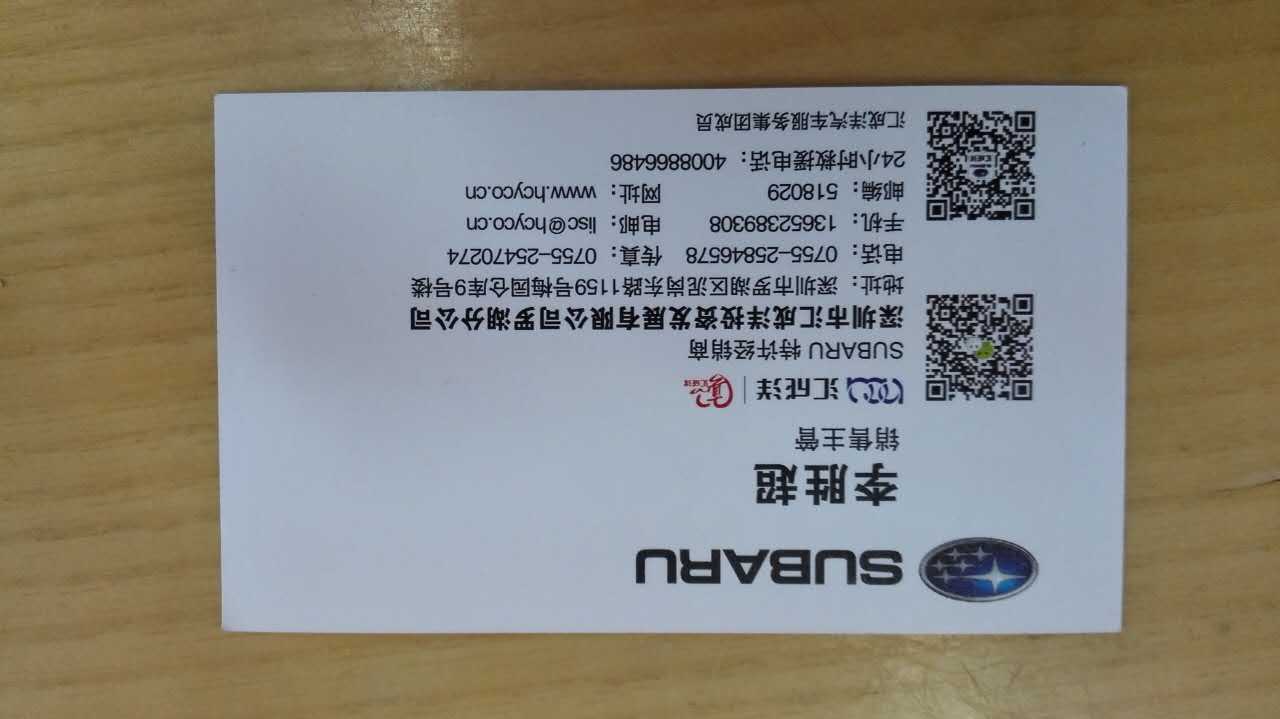 SUBARU
李胜超
销售主管
汇成洋
SUBARU 特许经销商
深圳市汇成洋投资发展有限公司罗湖分公司
地址：深圳市罗湖区泥岗东路1159号梅园仓库9号楼
电话：0755-25846578 传真：0755-25470274
手机：13652389308 电邮：lisc@hcyco.cn
邮编：518029 网址：www.hcyco.cn
24小时救援电话：4008866486
汇成洋汽车服务集团成员